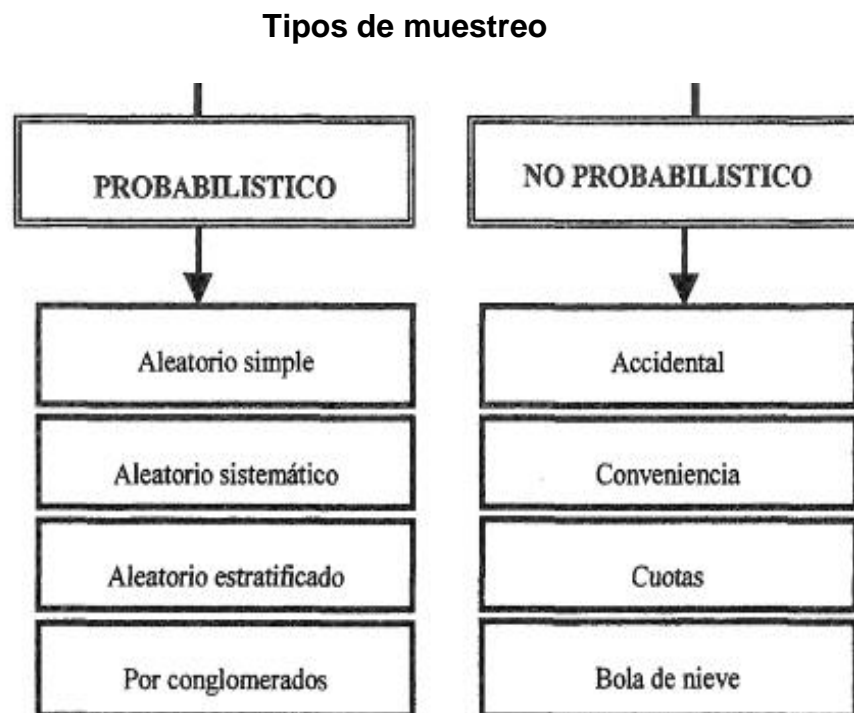 Tipos de muestreo
PROBABILISTICO
Aleatorio simple
Aleatorio sistemático
Aleatorio estratificado
Por conglomerados
NO PROBABILISTICO
Accidental
Conveniencia
Cuotas
Bola de nieve